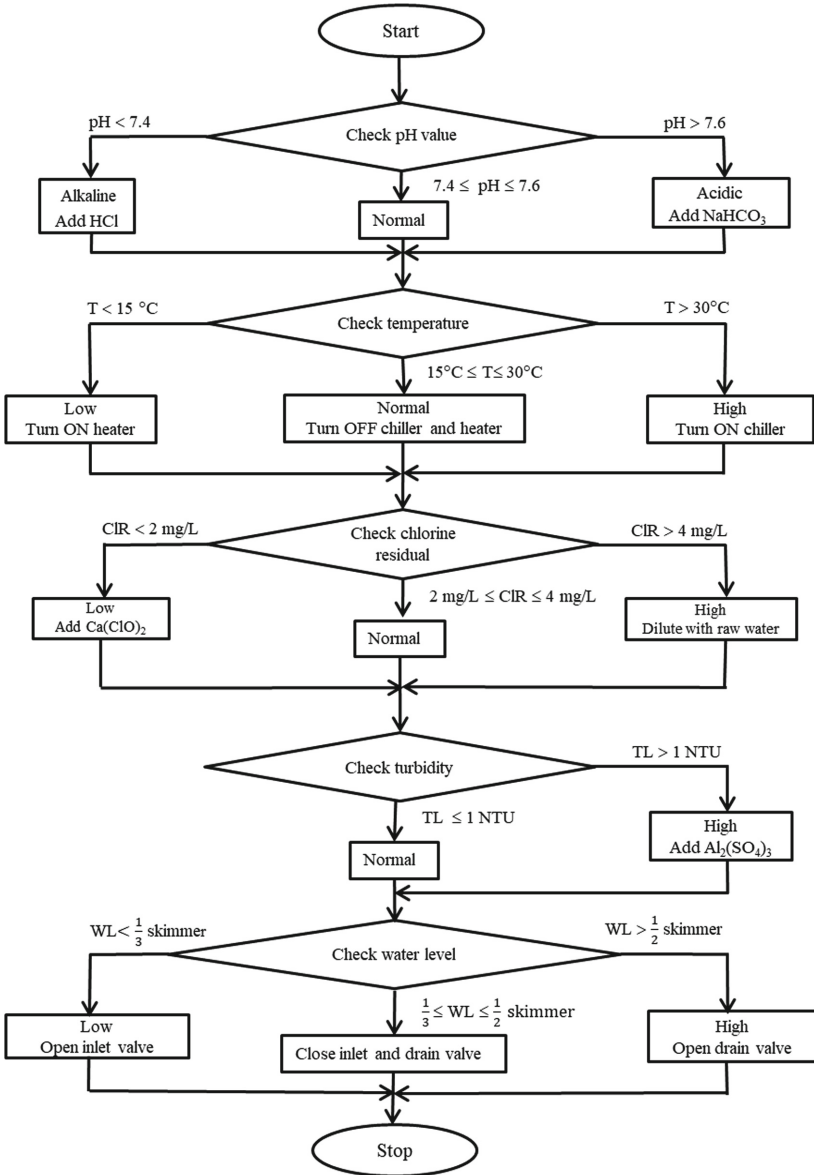 Start
pH < 7.4
Check pH value
pH > 7.6
7.4 ≤ pH ≤ 7.6
Alkaline
Add HCl
Normal
Acidic
Add NaHCO₃
T < 15 °C
Check temperature
T > 30°C
15°C ≤ T ≤ 30°C
Low
Turn ON heater
Normal
Turn OFF chiller and heater
High
Turn ON chiller
ClR < 2 mg/L
Check chlorine
residual
ClR > 4 mg/L
2 mg/L ≤ ClR ≤ 4 mg/L
Low
Add Ca(ClO)₂
Normal
High
Dilute with raw water
Check turbidity
TL > 1 NTU
TL ≤ 1 NTU
Normal
High
Add Al₂(SO₄)₃
WL < 1/3 skimmer
Check water level
WL > 1/2 skimmer
1/3 ≤ WL ≤ 1/2 skimmer
Low
Open inlet valve
Close inlet and drain valve
High
Open drain valve
Stop